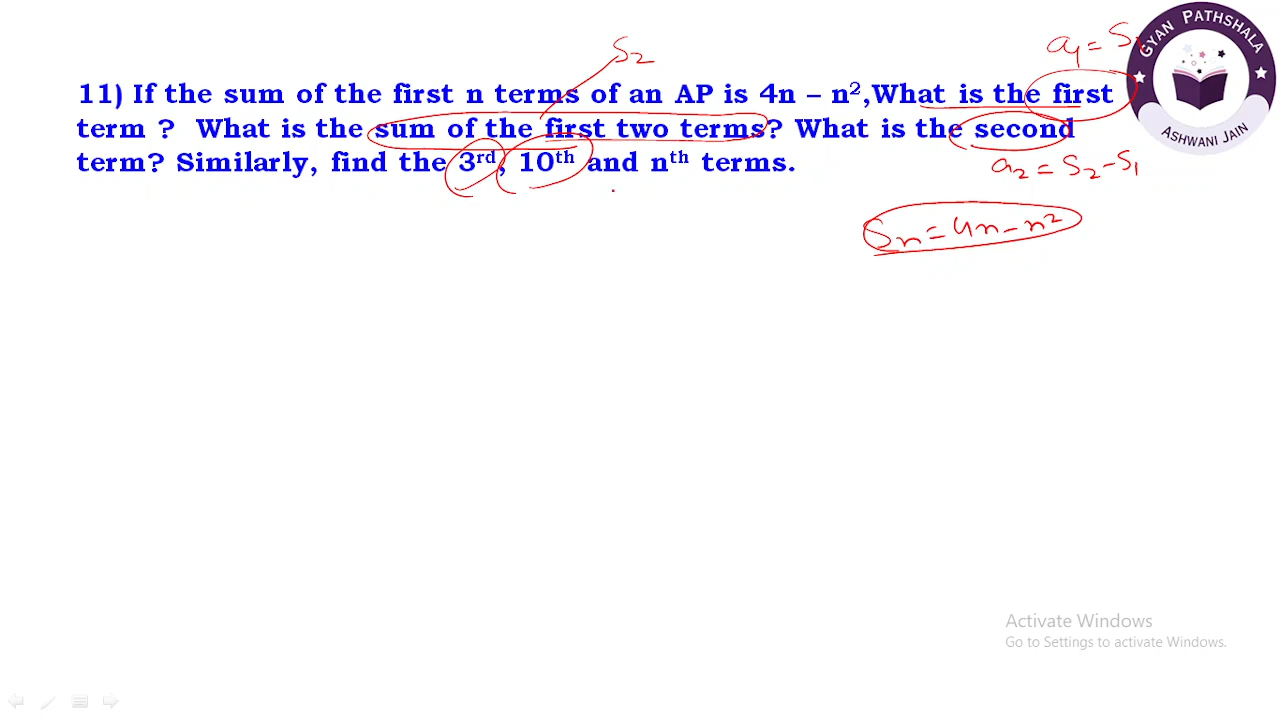 S₂
a₁ = S
GYAN PATHSHALA
ASHWANI JAIN
11) If the sum of the first n terms of an AP is 4n – n²,What is the first
term ? What is the sum of the first two terms? What is the second
term? Similarly, find the 3ʳᵈ, 10ᵗʰ and nᵗʰ terms.
a₂ = S₂ – S₁
Sₙ = 4n – n²
Activate Windows
Go to Settings to activate Windows.